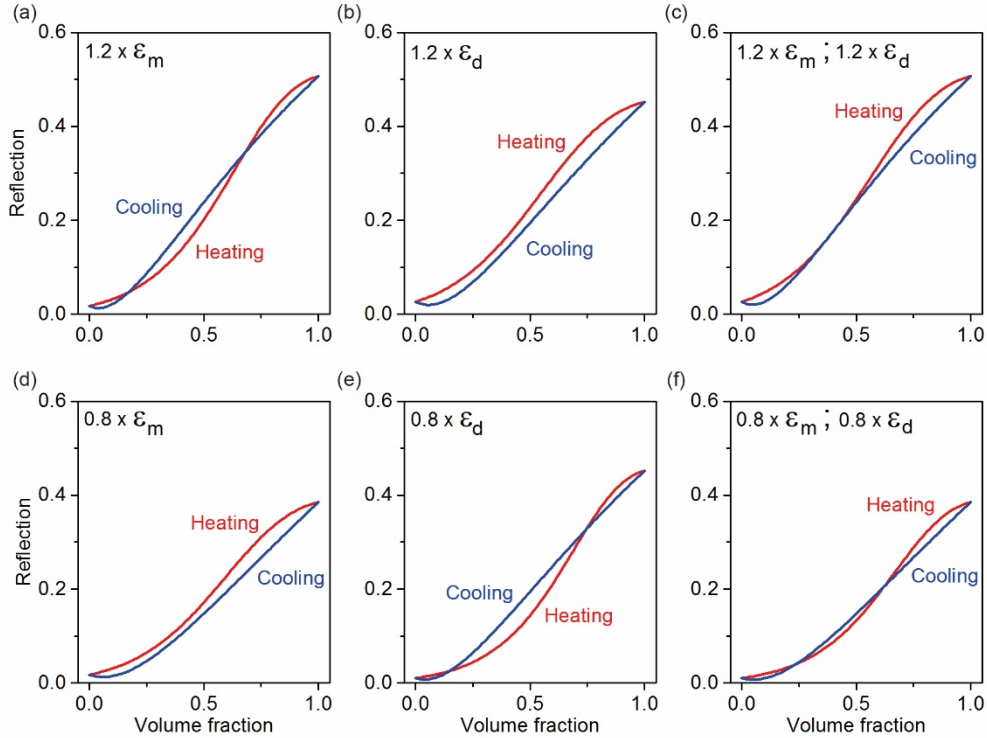 (a)
(b)
(c)
0.6
0.4
0.2
0.0
Reflection
1.2 x εm
Cooling
Heating
0.0
0.5
1.0
0.6
0.4
0.2
0.0
1.2 x εd
Heating
Cooling
0.0
0.5
1.0
0.6
0.4
0.2
0.0
1.2 x εm ; 1.2 x εd
Heating
Cooling
0.0
0.5
1.0
(d)
(e)
(f)
0.6
0.4
0.2
0.0
Reflection
0.8 x εm
Heating
Cooling
0.0
0.5
1.0
Volume fraction
0.6
0.4
0.2
0.0
0.8 x εd
Cooling
Heating
0.0
0.5
1.0
Volume fraction
0.6
0.4
0.2
0.0
0.8 x εm ; 0.8 x εd
Heating
Cooling
0.0
0.5
1.0
Volume fraction